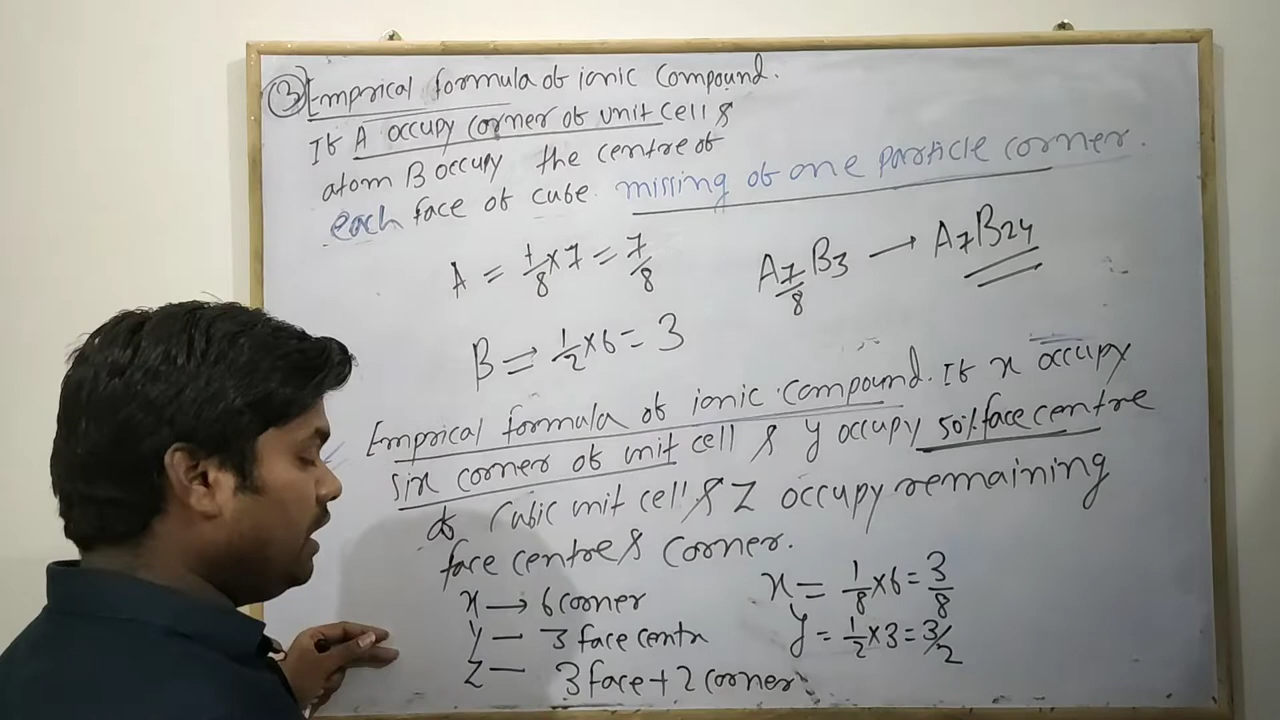 ③ Emprical formula of ionic Compound.
If A occupy corner of unit cell &
atom B occupy the centre of
each face of cube. missing of one particle corner.
A = 1/8 × 7 = 7/8
A7/8 B3 → A7B24
B = 1/2 × 6 = 3
Emprical formula of ionic compound. If x occupy
six corner of unit cell & y occupy 50% face centre
of Cubic unit cell & Z occupy remaining
face centre & corner.
x → 6 corner
x = 1/8 × 6 = 3/8
y — 3 face centr
y = 1/2 × 3 = 3/2
Z — 3 face + 2 corner